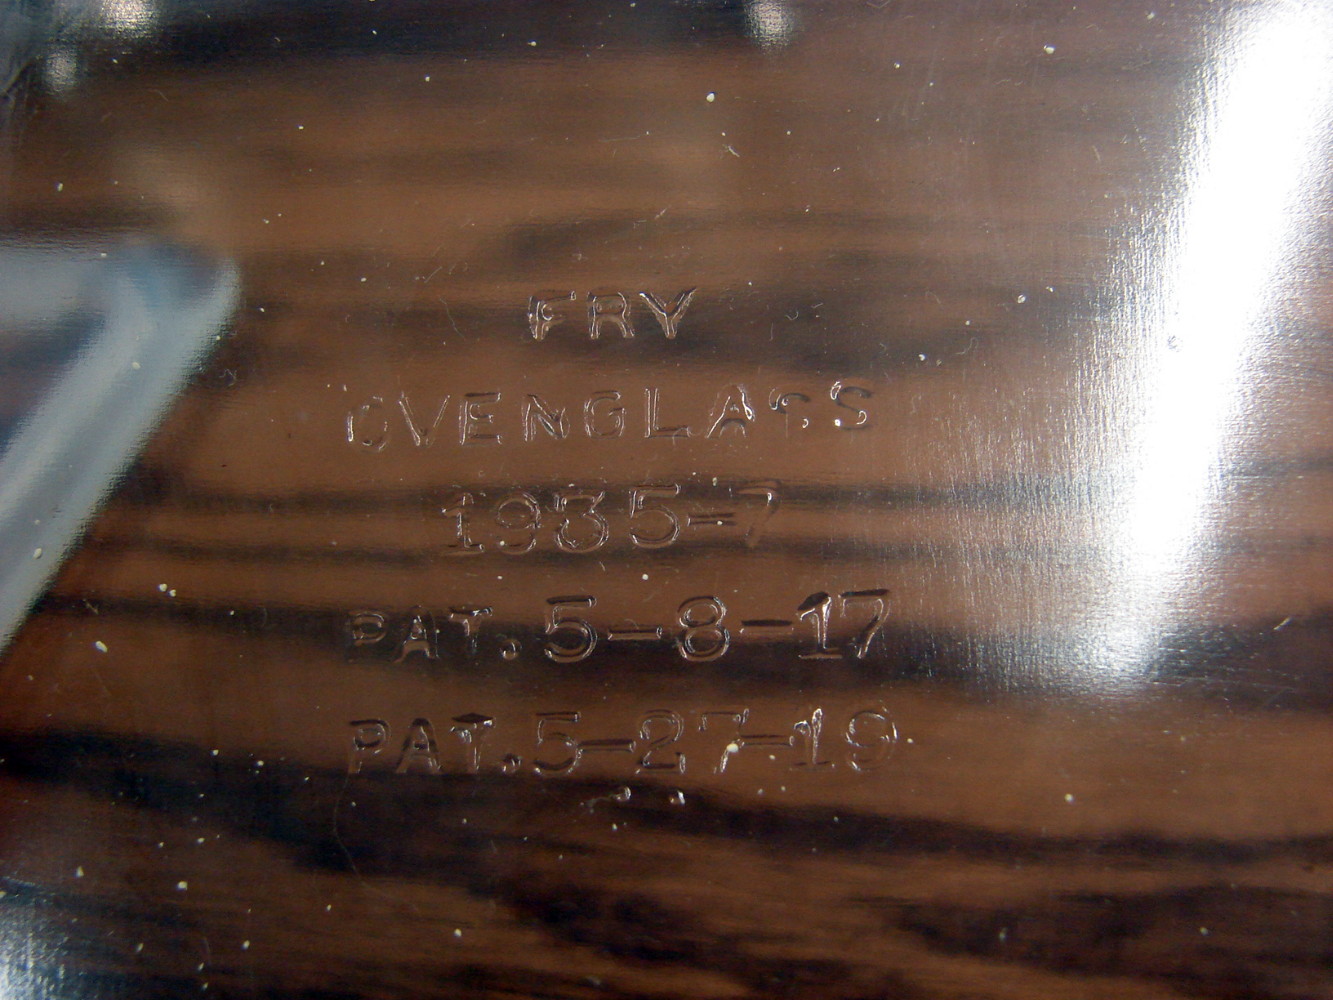 FRY
OVENGLASS
1935-7
PAT. 5-8-17
PAT. 5-27-19